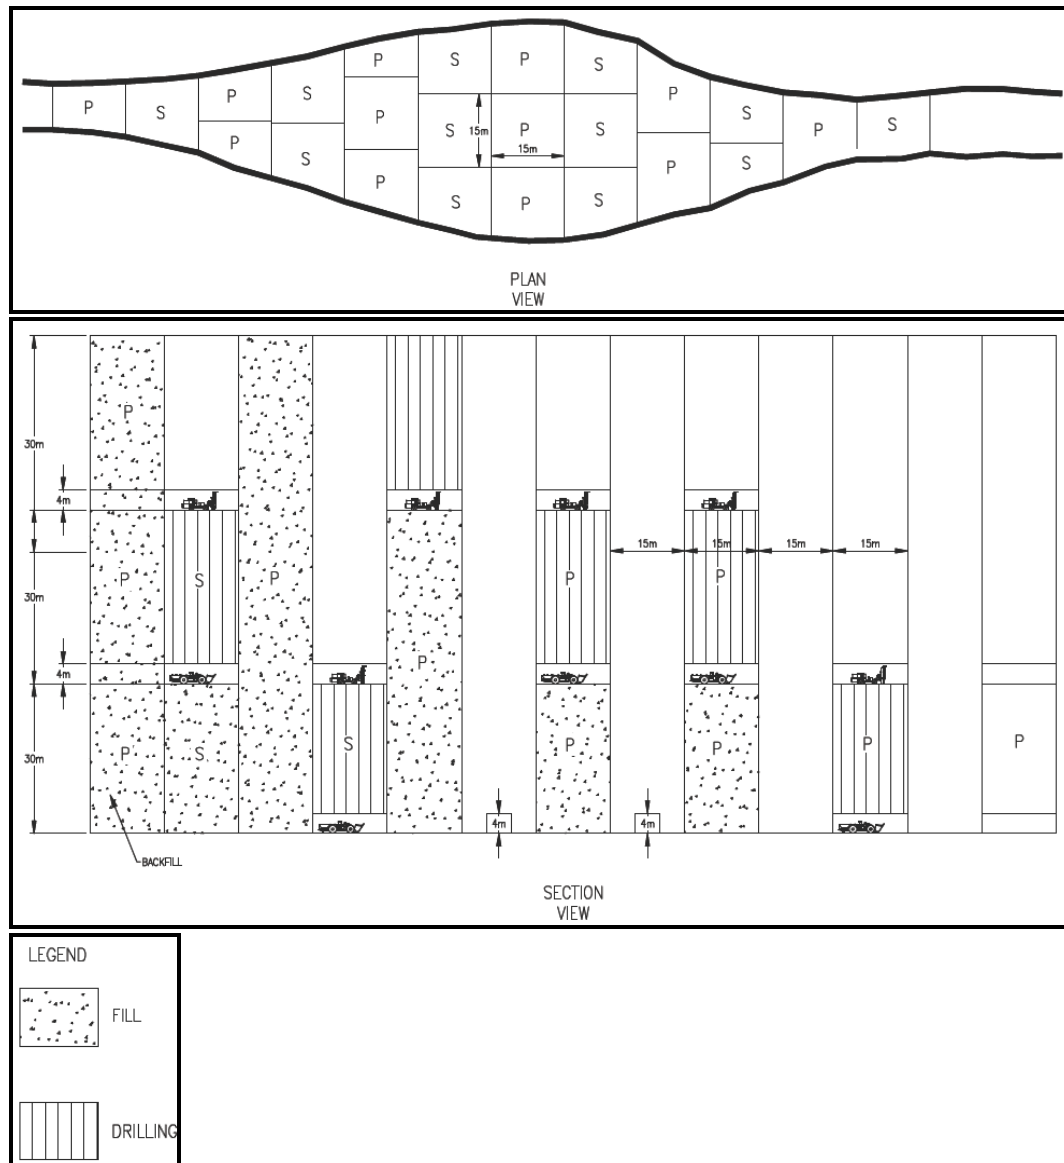 P S P S
P S P
P S P S P S
S 15m P S
P 15m
S S P
P
S P S
PLAN
VIEW
P
30m
4m
15m 15m 15m 15m
P S P P P
30m
P
4m
P S S P P P P
30m
4m 4m
BACKFILL
SECTION
VIEW
LEGEND
FILL
DRILLING